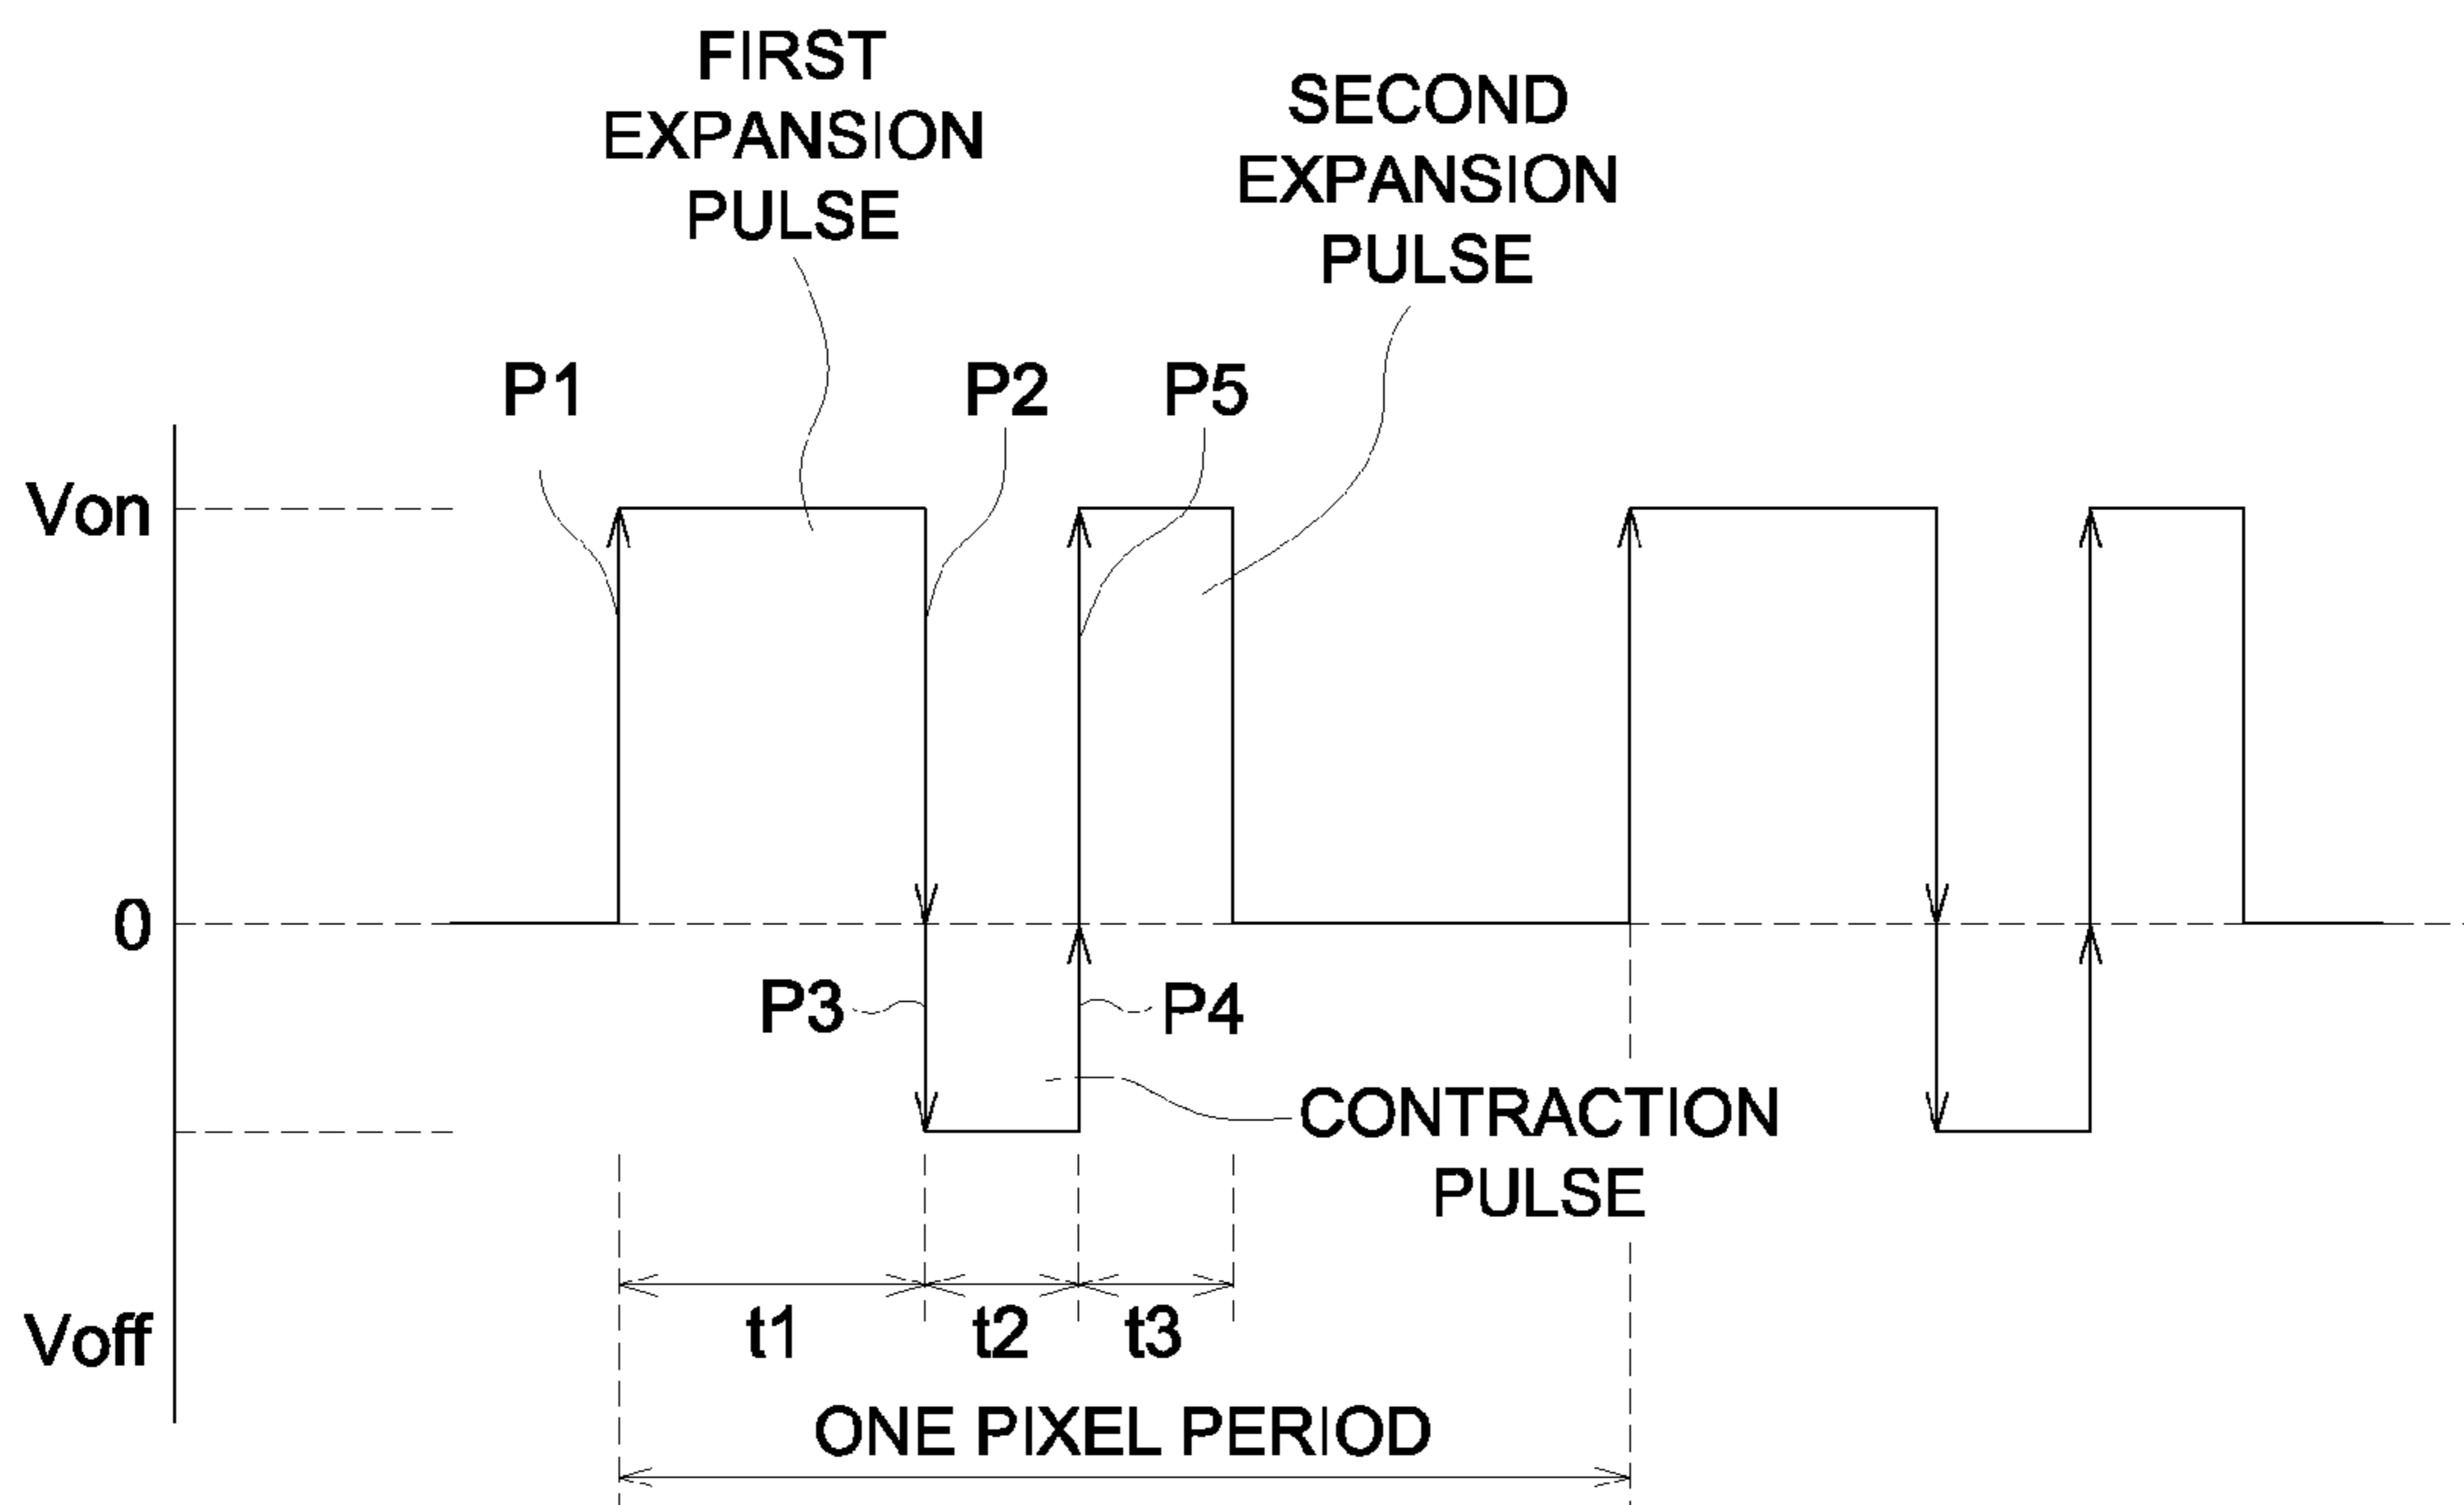 FIRST
EXPANSION
PULSE
SECOND
EXPANSION
PULSE
P1
P2
P5
Von
0
P3
P4
CONTRACTION
PULSE
Voff
t1
t2
t3
ONE PIXEL PERIOD